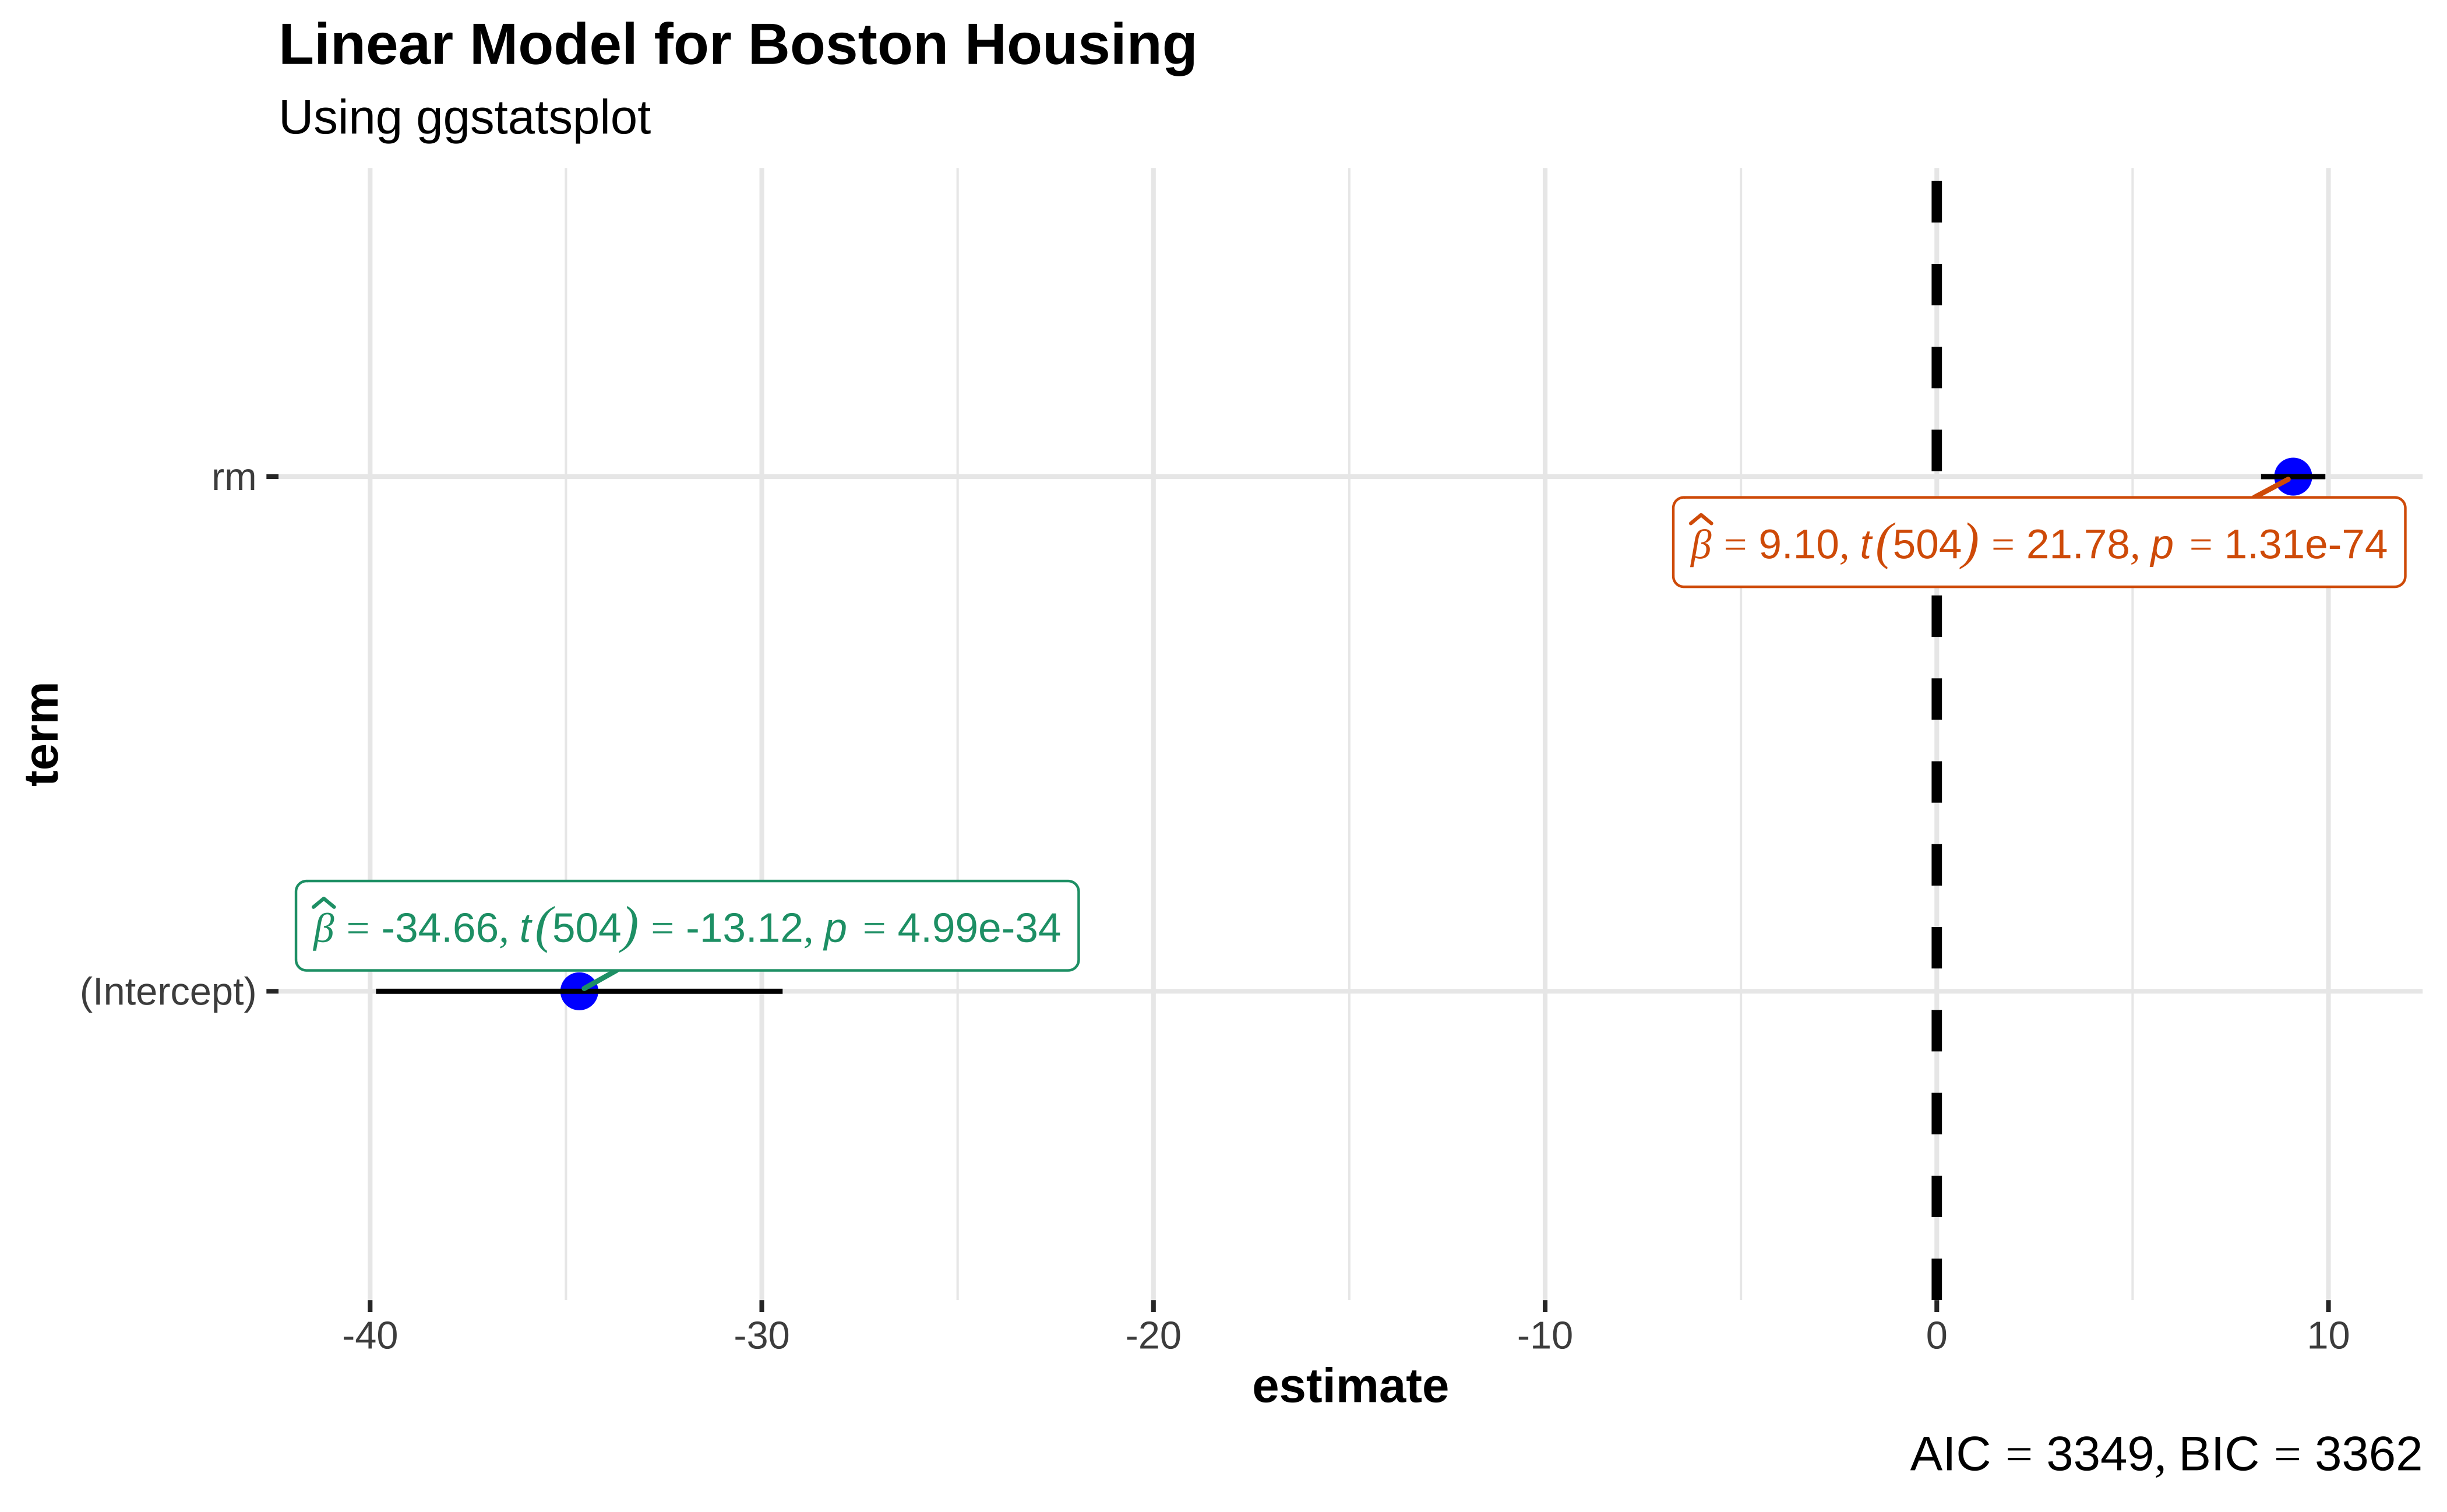 Linear Model for Boston Housing
Using ggstatsplot
term
rm
β̂ = 9.10, t(504) = 21.78, p = 1.31e-74
β̂ = -34.66, t(504) = -13.12, p = 4.99e-34
(Intercept)
-40 -30 -20 -10 0 10
estimate
AIC = 3349, BIC = 3362